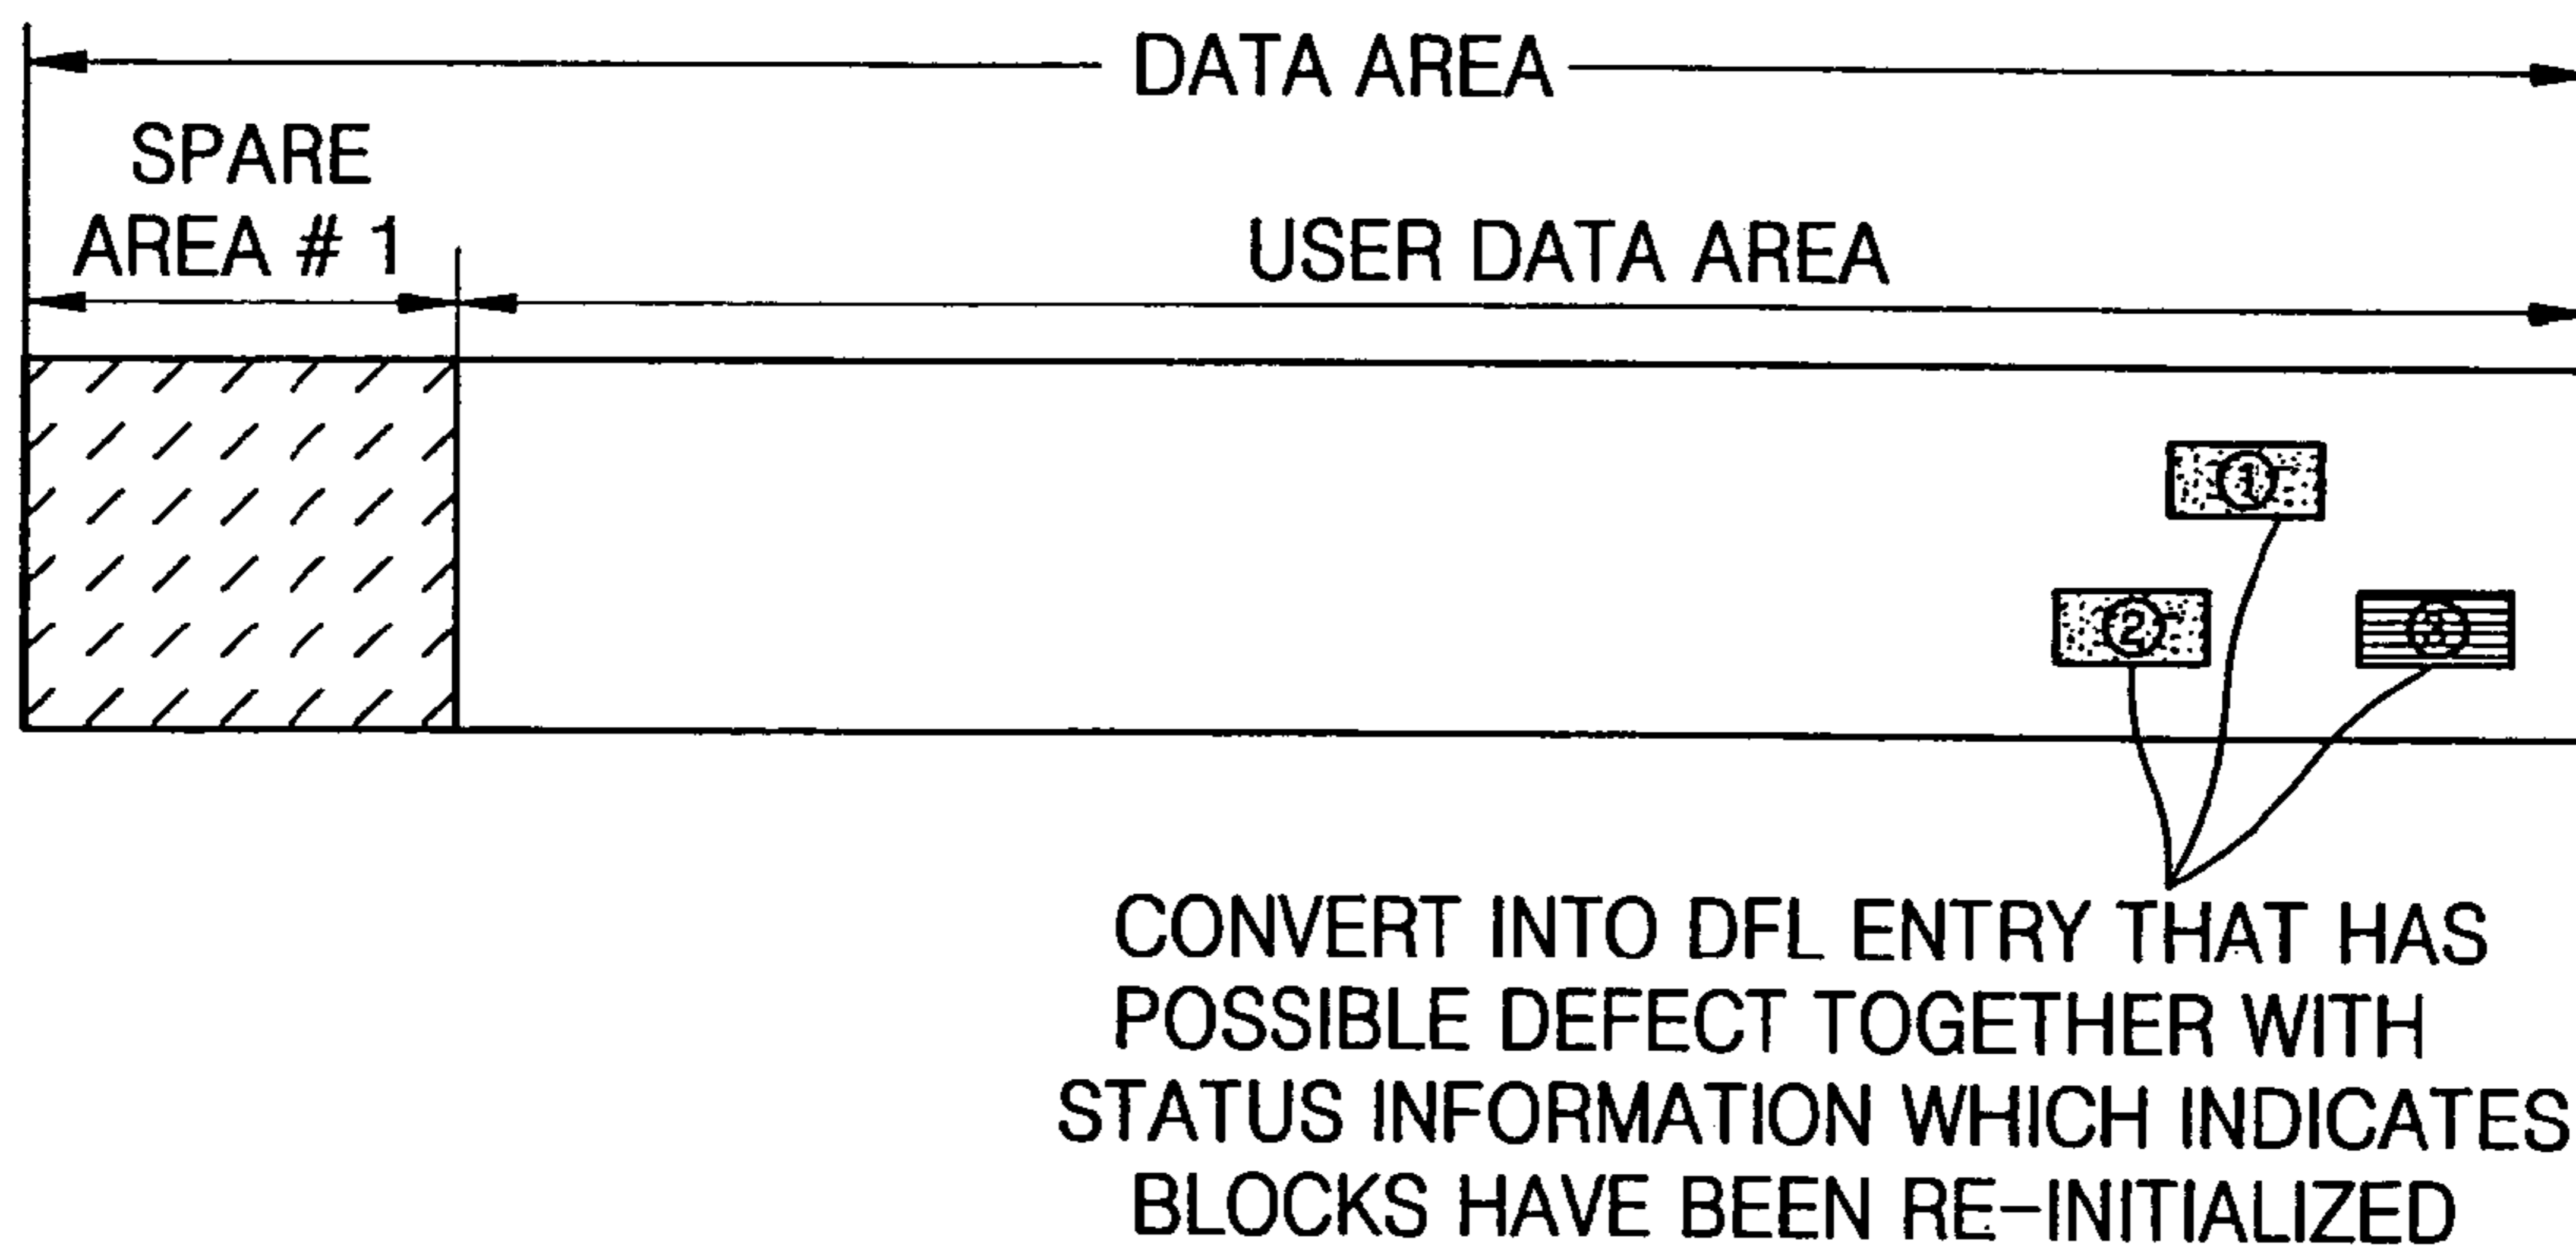 DATA AREA
SPARE
AREA # 1
USER DATA AREA
①
②
③
CONVERT INTO DFL ENTRY THAT HAS
POSSIBLE DEFECT TOGETHER WITH
STATUS INFORMATION WHICH INDICATES
BLOCKS HAVE BEEN RE-INITIALIZED